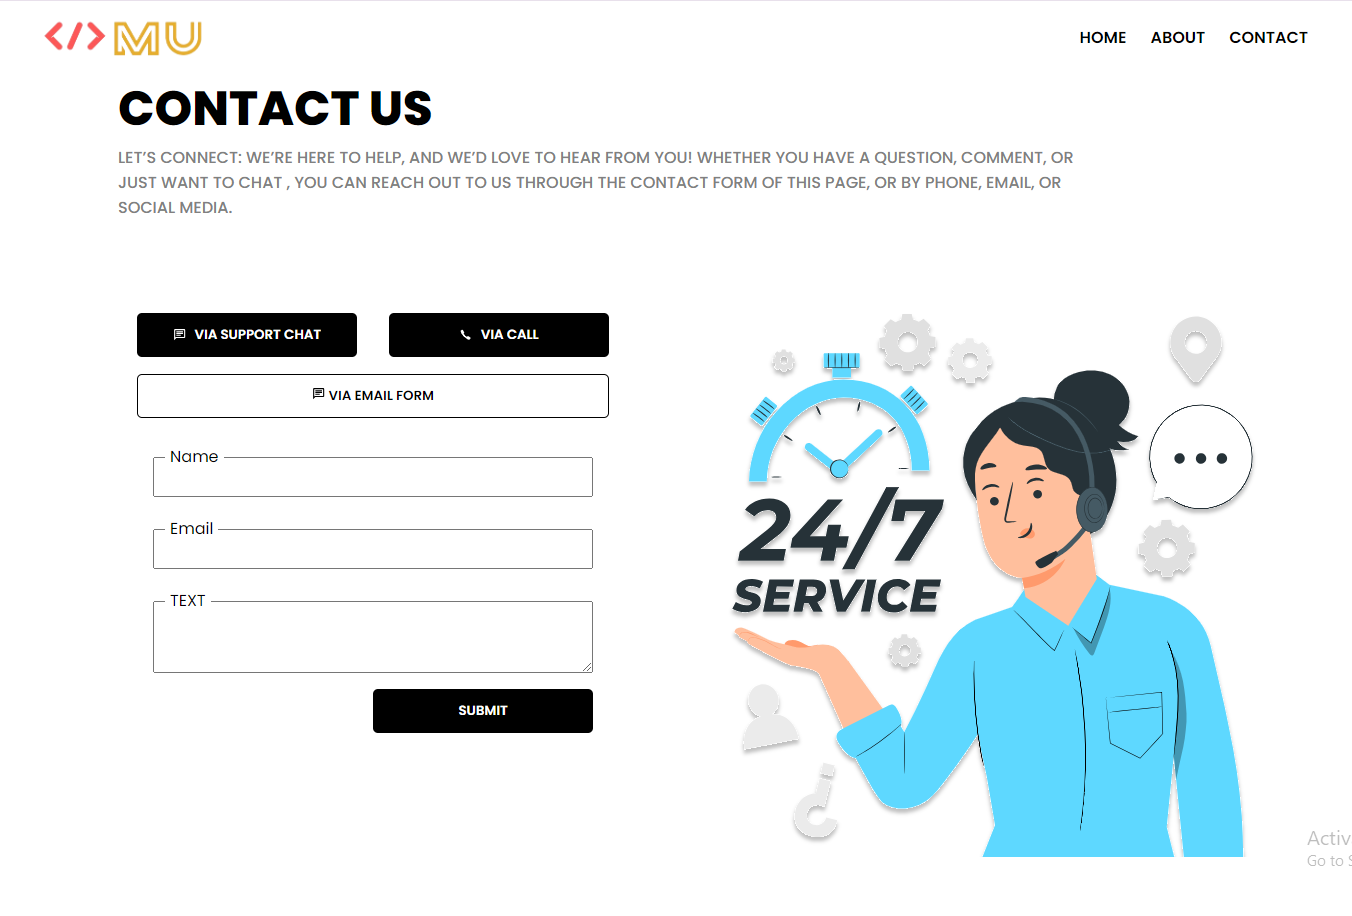 </> MU
HOME ABOUT CONTACT
CONTACT US
LET'S CONNECT: WE'RE HERE TO HELP, AND WE'D LOVE TO HEAR FROM YOU! WHETHER YOU HAVE A QUESTION, COMMENT, OR
JUST WANT TO CHAT , YOU CAN REACH OUT TO US THROUGH THE CONTACT FORM OF THIS PAGE, OR BY PHONE, EMAIL, OR
SOCIAL MEDIA.
VIA SUPPORT CHAT
VIA CALL
VIA EMAIL FORM
Name
Email
TEXT
SUBMIT
24/7
SERVICE
Activ
Go to S